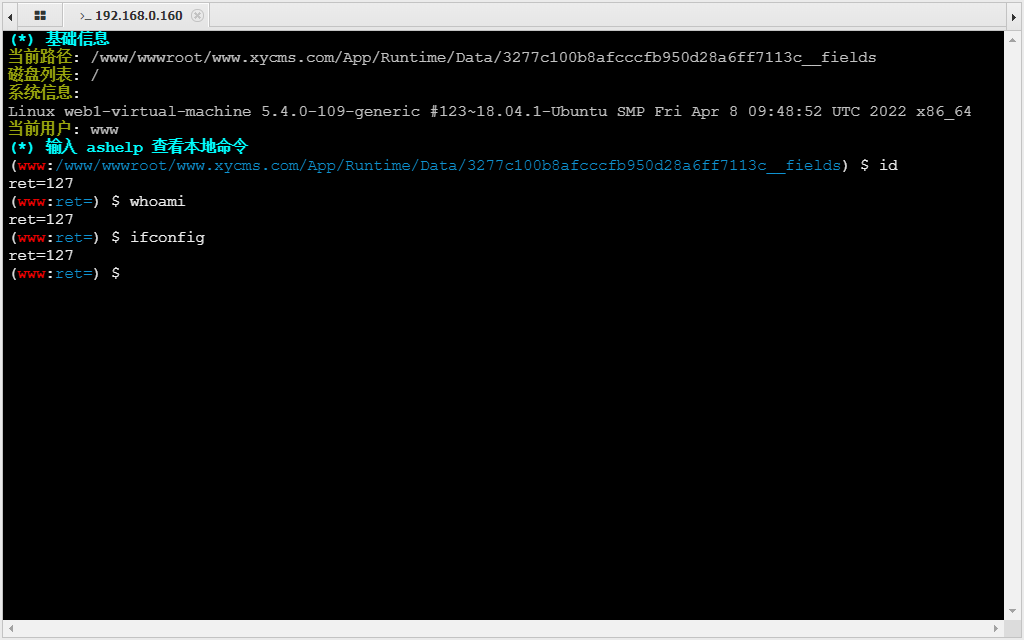 >_ 192.168.0.160
(*) 基础信息
当前路径: /www/wwwroot/www.xycms.com/App/Runtime/Data/3277c100b8afcccfb950d28a6ff7113c__fields
磁盘列表: /
系统信息:
Linux web1-virtual-machine 5.4.0-109-generic #123~18.04.1-Ubuntu SMP Fri Apr 8 09:48:52 UTC 2022 x86_64
当前用户: www
(*) 输入 ashelp 查看本地命令
(www:/www/wwwroot/www.xycms.com/App/Runtime/Data/3277c100b8afcccfb950d28a6ff7113c__fields) $ id
ret=127
(www:ret=) $ whoami
ret=127
(www:ret=) $ ifconfig
ret=127
(www:ret=) $